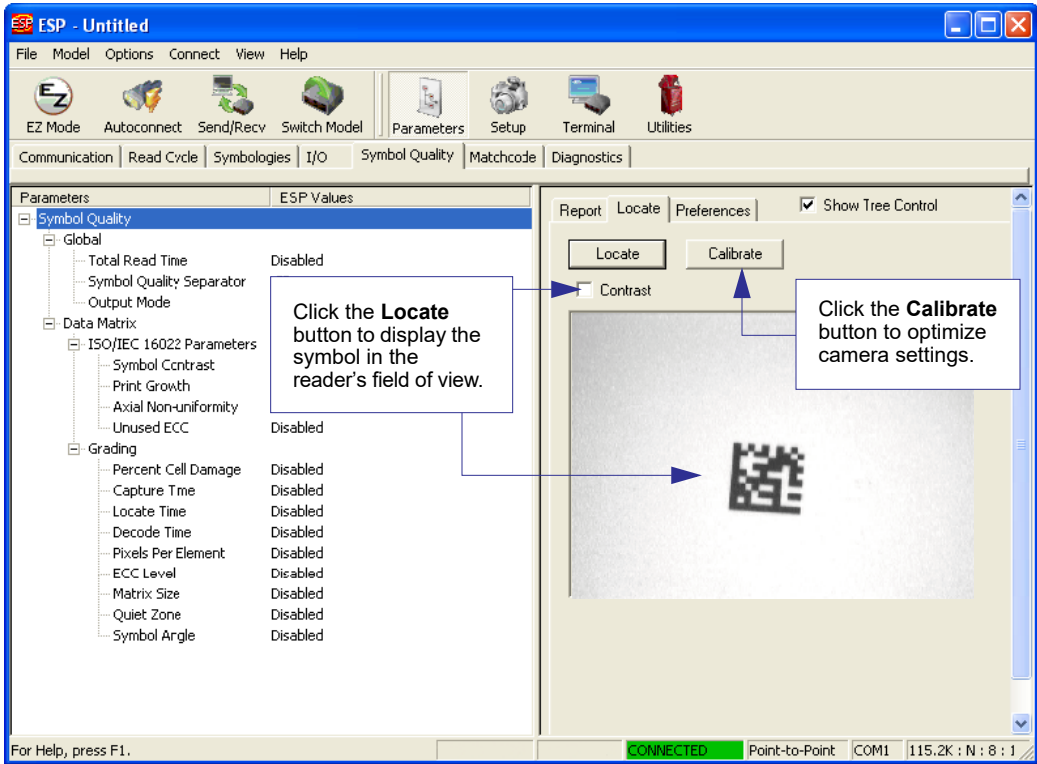 ESP - Untitled
File Model Options Connect View Help
EZ Mode Autoconnect Send/Recv Switch Model Parameters Setup Terminal Utilities
Communication Read Cycle Symbologies I/O Symbol Quality Matchcode Diagnostics
Parameters ESP Values
Symbol Quality
Global
Total Read Time Disabled
Symbol Quality Separator
Output Mode
Data Matrix
ISO/IEC 16022 Parameters
Symbol Contrast
Print Growth
Axial Non-uniformity
Unused ECC Disabled
Grading
Percent Cell Damage Disabled
Capture Tme Disabled
Locate Time Disabled
Decode Time Disabled
Pixels Per Element Disabled
ECC Level Disabled
Matrix Size Disabled
Quiet Zone Disabled
Symbol Angle Disabled
Report Locate Preferences Show Tree Control
Locate Calibrate
Contrast
Click the Locate
button to display the
symbol in the
reader's field of view.
Click the Calibrate
button to optimize
camera settings.
For Help, press F1. CONNECTED Point-to-Point COM1 115.2K : N : 8 : 1